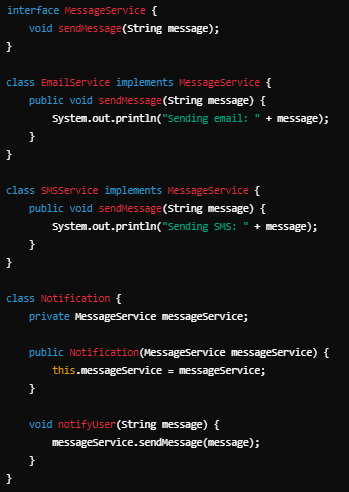 interface MessageService {
    void sendMessage(String message);
}

class EmailService implements MessageService {
    public void sendMessage(String message) {
        System.out.println("Sending email: " + message);
    }
}

class SMSService implements MessageService {
    public void sendMessage(String message) {
        System.out.println("Sending SMS: " + message);
    }
}

class Notification {
    private MessageService messageService;

    public Notification(MessageService messageService) {
        this.messageService = messageService;
    }

    void notifyUser(String message) {
        messageService.sendMessage(message);
    }
}